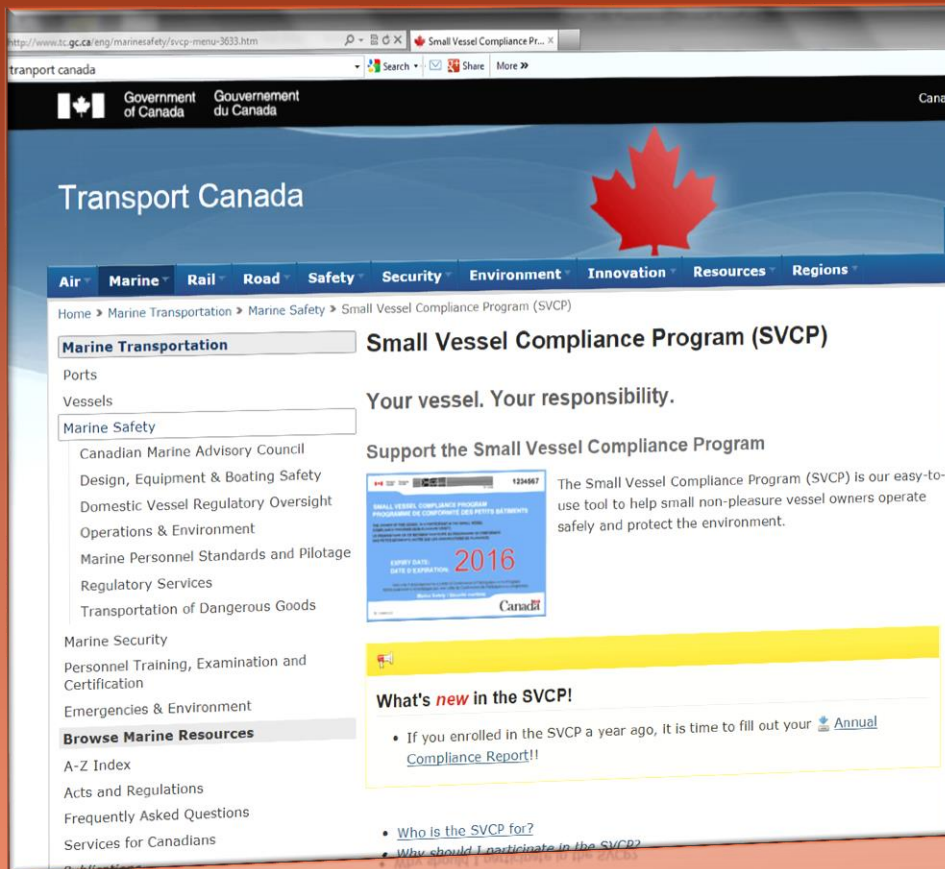 http://www.tc.gc.ca/eng/marinesafety/svcp-menu-3633.htm
Small Vessel Compliance Pr...
tranport canada
Search
Share
More »
Government of Canada
Gouvernement du Canada
Cana
Transport Canada
Air Marine Rail Road Safety Security Environment Innovation Resources Regions
Home > Marine Transportation > Marine Safety > Small Vessel Compliance Program (SVCP)
Marine Transportation
Ports
Vessels
Marine Safety
Canadian Marine Advisory Council
Design, Equipment & Boating Safety
Domestic Vessel Regulatory Oversight
Operations & Environment
Marine Personnel Standards and Pilotage
Regulatory Services
Transportation of Dangerous Goods
Marine Security
Personnel Training, Examination and
Certification
Emergencies & Environment
Browse Marine Resources
A-Z Index
Acts and Regulations
Frequently Asked Questions
Services for Canadians
Small Vessel Compliance Program (SVCP)
Your vessel. Your responsibility.
Support the Small Vessel Compliance Program
1234567
SMALL VESSEL COMPLIANCE PROGRAM
PROGRAMME DE CONFORMITÉ DES PETITS BÂTIMENTS
EXPIRY DATE:
DATE D'EXPIRATION:
2016
Canada
The Small Vessel Compliance Program (SVCP) is our easy-to-
use tool to help small non-pleasure vessel owners operate
safely and protect the environment.
What's new in the SVCP!
• If you enrolled in the SVCP a year ago, it is time to fill out your Annual
Compliance Report!!
• Who is the SVCP for?
• Why should I participate in the SVCP?